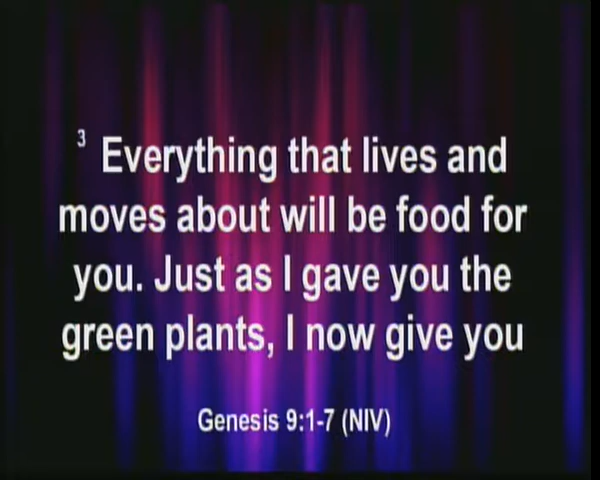 3 Everything that lives and
moves about will be food for
you. Just as I gave you the
green plants, I now give you
Genesis 9:1-7 (NIV)